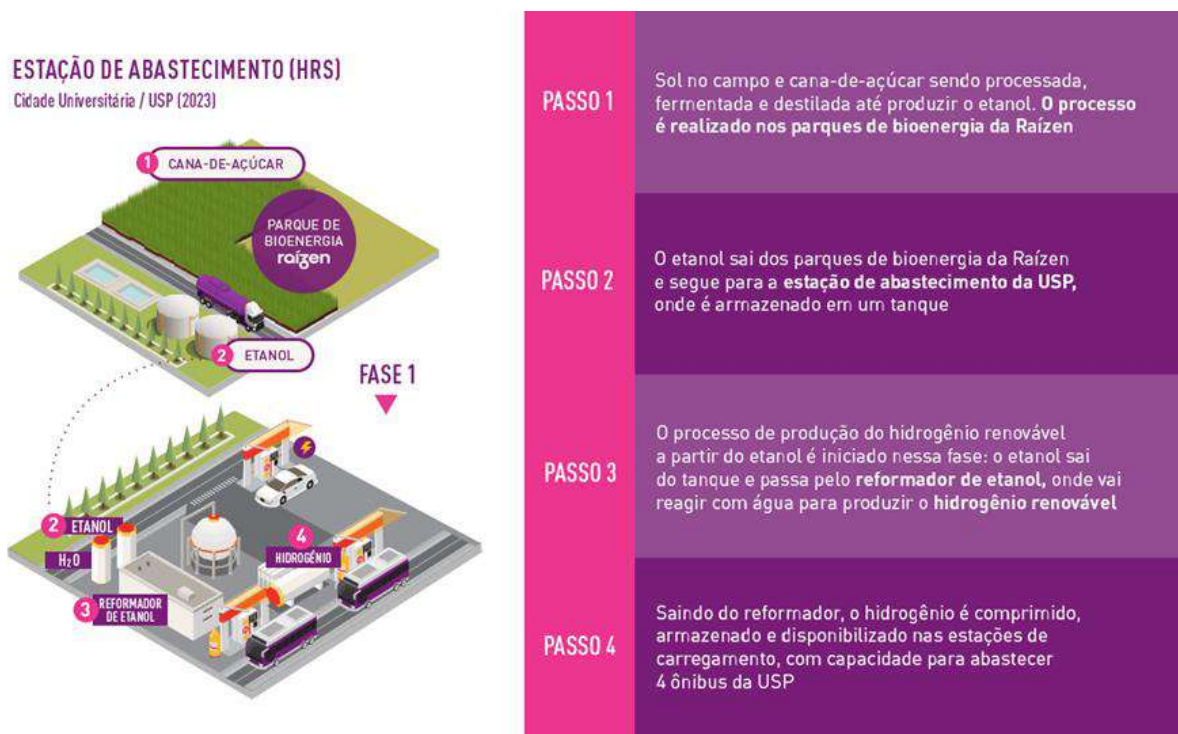 ESTAÇÃO DE ABASTECIMENTO (HRS)
Cidade Universitária / USP (2023)
1 CANA-DE-AÇÚCAR
PARQUE DE
BIOENERGIA
raízen
2 ETANOL
FASE 1
2 ETANOL
H₂O
3 REFORMADOR
DE ETANOL
4
HIDROGÊNIO
PASSO 1
Sol no campo e cana-de-açúcar sendo processada,
fermentada e destilada até produzir o etanol. O processo
é realizado nos parques de bioenergia da Raízen
PASSO 2
O etanol sai dos parques de bioenergia da Raízen
e segue para a estação de abastecimento da USP,
onde é armazenado em um tanque
PASSO 3
O processo de produção do hidrogênio renovável
a partir do etanol é iniciado nessa fase: o etanol sai
do tanque e passa pelo reformador de etanol, onde vai
reagir com água para produzir o hidrogênio renovável
PASSO 4
Saindo do reformador, o hidrogênio é comprimido,
armazenado e disponibilizado nas estações de
carregamento, com capacidade para abastecer
4 ônibus da USP